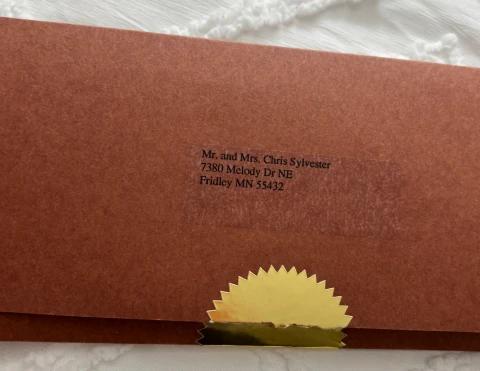 Mr. and Mrs. Chris Sylvester
7380 Melody Dr NE
Fridley MN 55432